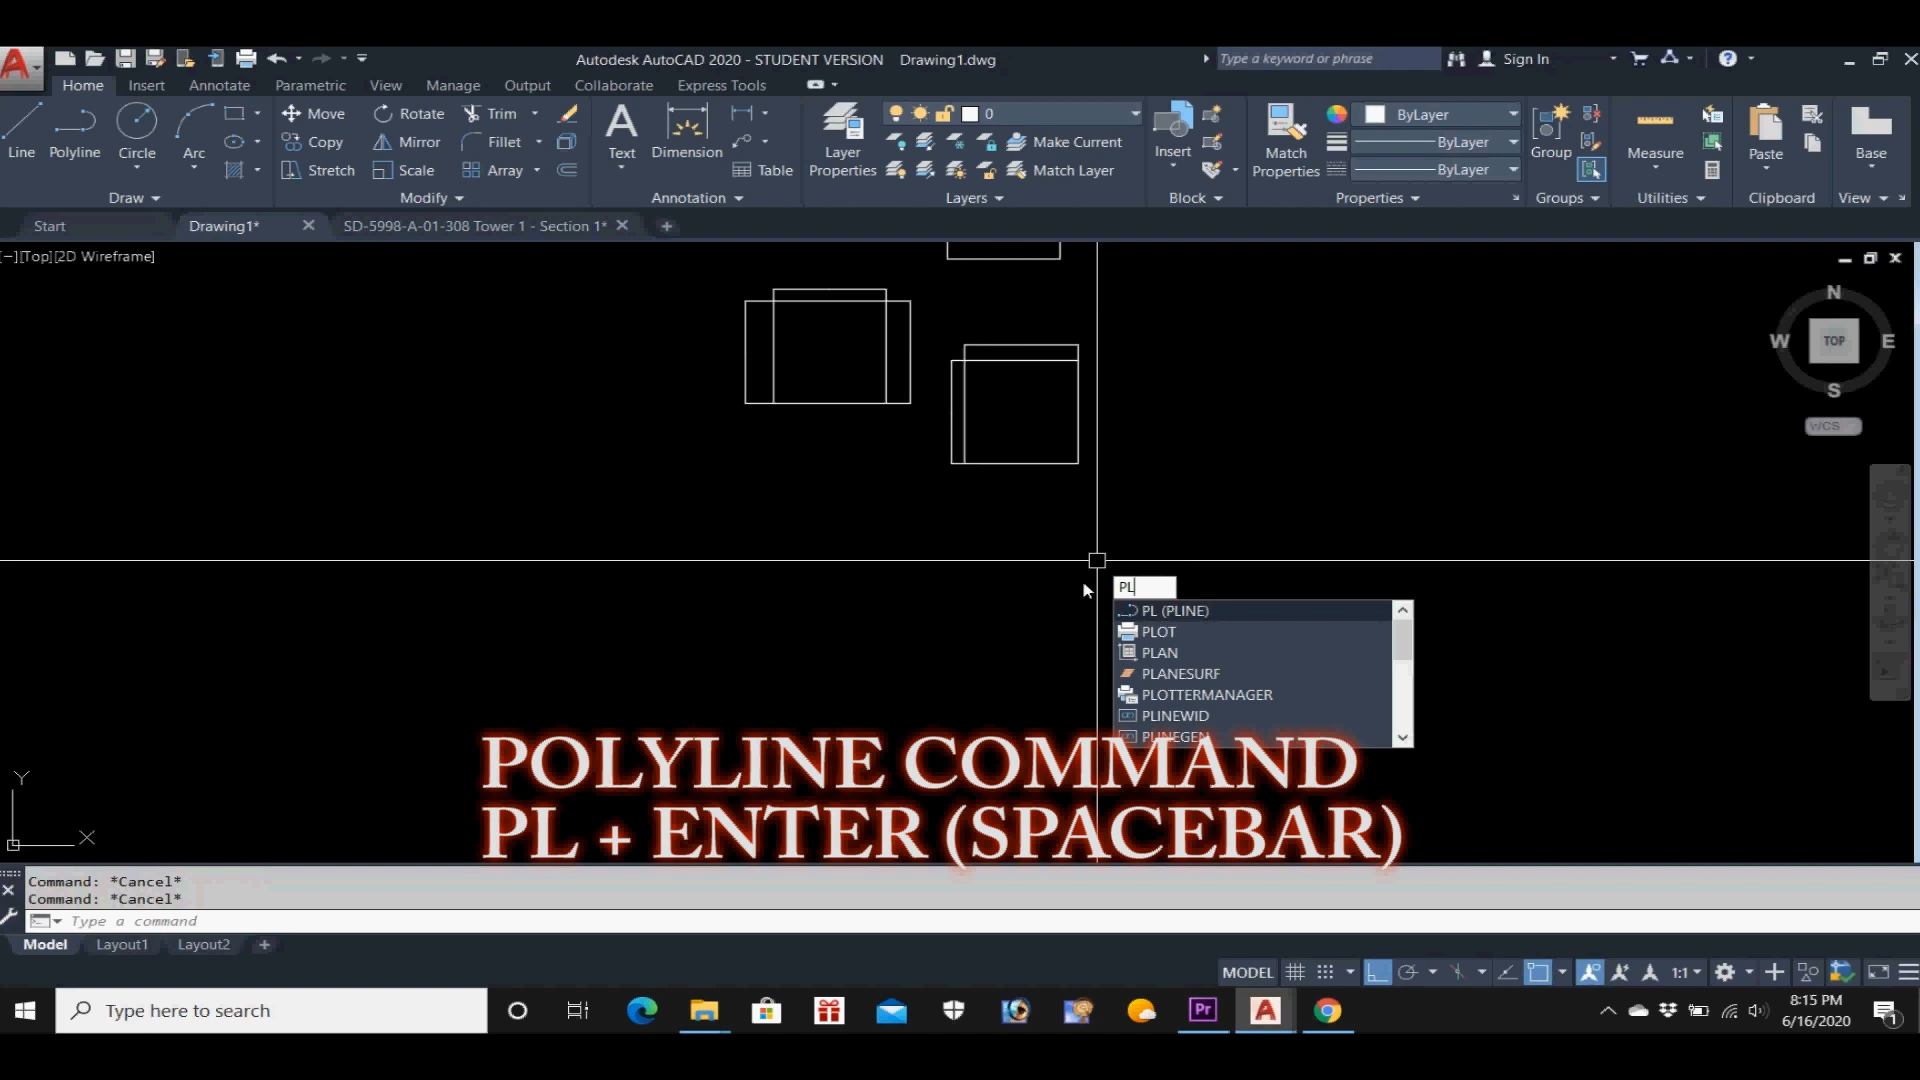 Autodesk AutoCAD 2020 - STUDENT VERSION Drawing1.dwg
Type a keyword or phrase
Sign In
Home Insert Annotate Parametric View Manage Output Collaborate Express Tools
Line
Polyline
Circle
Arc
Draw
Move
Copy
Stretch
Rotate
Mirror
Scale
Trim
Fillet
Array
Modify
Text
Dimension
Table
Annotation
Layer
Properties
0
Make Current
Match Layer
Layers
Insert
Block
Match
Properties
ByLayer
ByLayer
ByLayer
Properties
Group
Groups
Measure
Utilities
Paste
Clipboard
Base
View
Start
Drawing1*
SD-5998-A-01-308 Tower 1 - Section 1*
[−][Top][2D Wireframe]
N
W
TOP
E
S
WCS
PL
PL (PLINE)
PLOT
PLAN
PLANESURF
PLOTTERMANAGER
PLINEWID
PLINEGEN
POLYLINE COMMAND
PL + ENTER (SPACEBAR)
Y
X
Command: *Cancel*
Command: *Cancel*
Type a command
Model Layout1 Layout2
MODEL
1:1
Type here to search
Pr
8:15 PM
6/16/2020
1